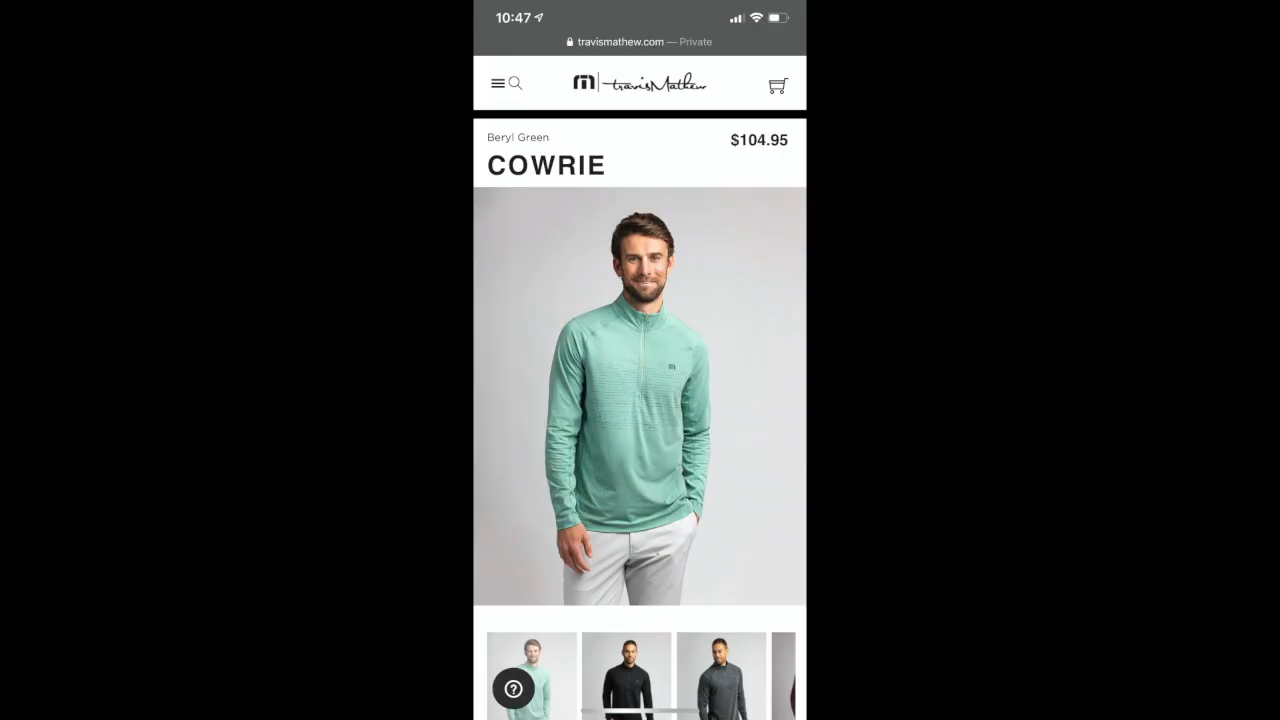 10:47
travismathew.com — Private
travisMathew
Beryl Green
$104.95
COWRIE
?